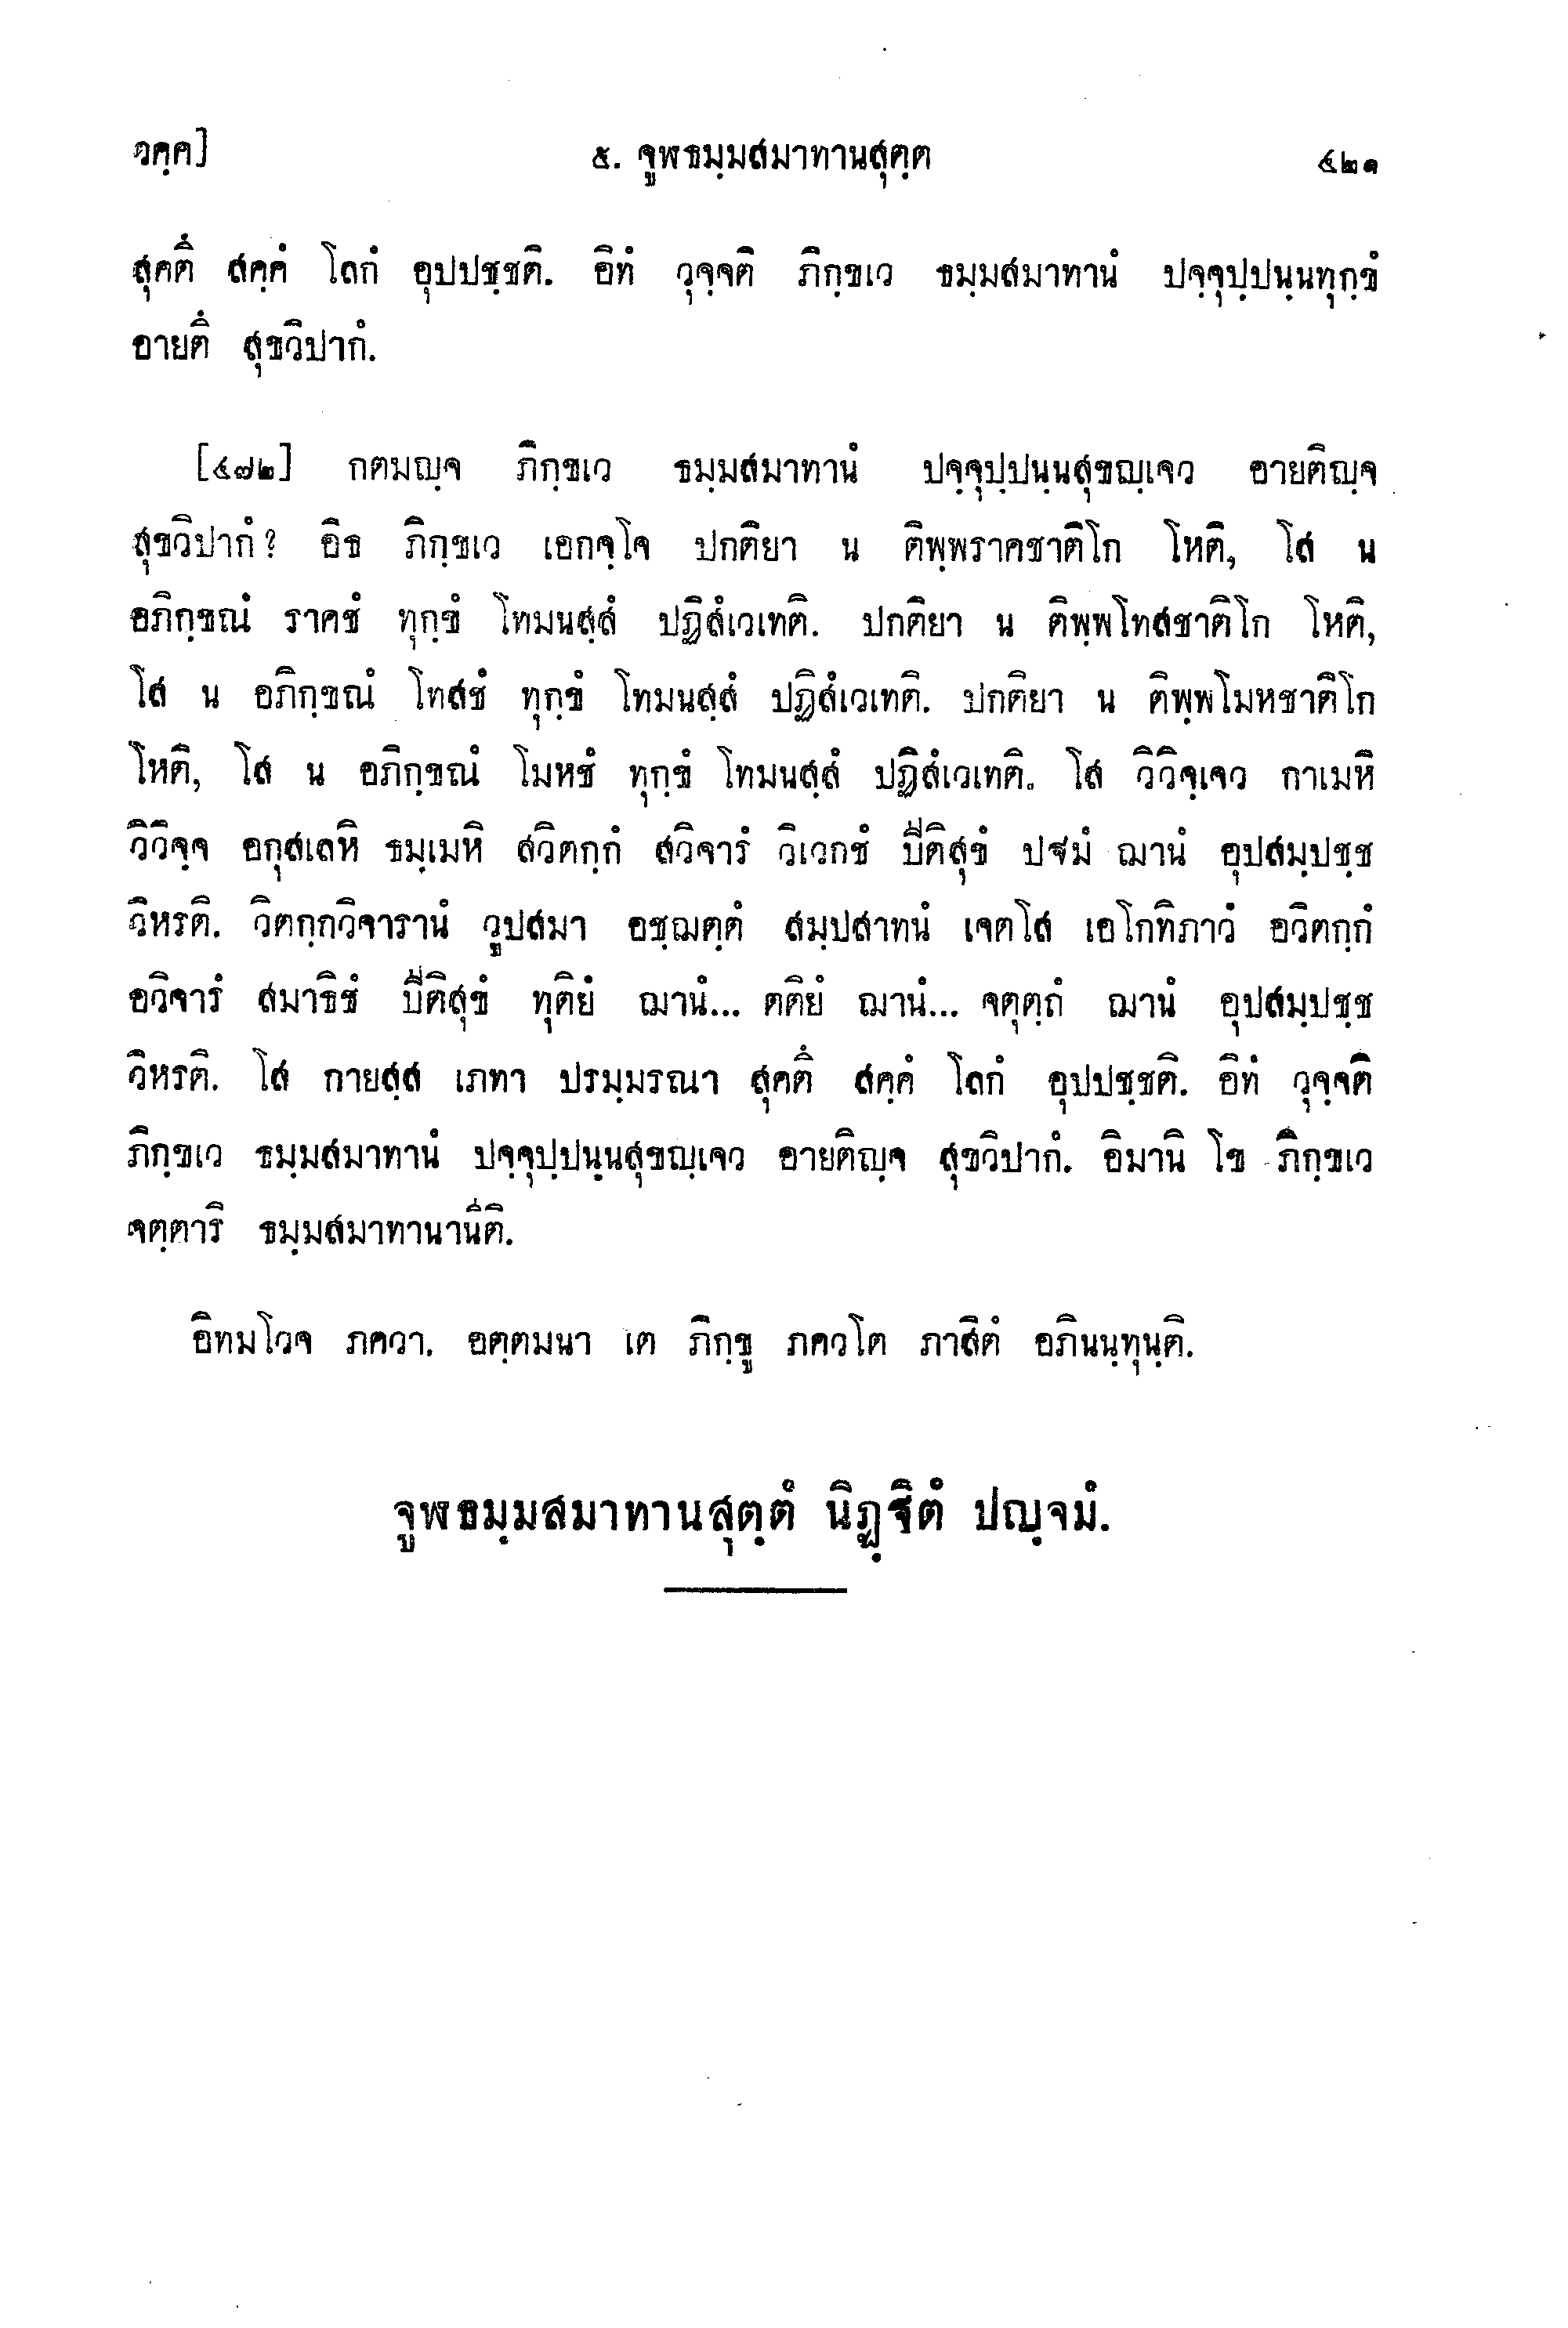 วคฺค]
๕. จูฬธมฺมสมาทานสุตฺต
๔๒๑
สุคตึ สคฺคํ โลกํ อุปปชฺชติ. อิทํ วุจฺจติ ภิกฺขเว ธมฺมสมาทานํ ปจฺจุปฺปนฺนทุกฺขํ
อายตึ สุขวิปากํ.
[๔๗๒] กตมญฺจ ภิกฺขเว ธมฺมสมาทานํ ปจฺจุปฺปนฺนสุขญฺเจว อายติญฺจ
สุขวิปากํ? อิธ ภิกฺขเว เอกจฺโจ ปกติยา น ติพฺพราคชาติโก โหติ, โส น
อภิกฺขณํ ราคชํ ทุกฺขํ โทมนสฺสํ ปฏิสํเวเทติ. ปกติยา น ติพฺพโทสชาติโก โหติ,
โส น อภิกฺขณํ โทสชํ ทุกฺขํ โทมนสฺสํ ปฏิสํเวเทติ. ปกติยา น ติพฺพโมหชาติโก
โหติ, โส น อภิกฺขณํ โมหชํ ทุกฺขํ โทมนสฺสํ ปฏิสํเวเทติ. โส วิวิจฺเจว กาเมหิ
วิวิจฺจ อกุสเลหิ ธมฺเมหิ สวิตกฺกํ สวิจารํ วิเวกชํ ปีติสุขํ ปฐมํ ฌานํ อุปสมฺปชฺช
วิหรติ. วิตกฺกวิจารานํ วูปสมา อชฺฌตฺตํ สมฺปสาทนํ เจตโส เอโกทิภาวํ อวิตกฺกํ
อวิจารํ สมาธิชํ ปีติสุขํ ทุติยํ ฌานํ... ตติยํ ฌานํ... จตุตฺถํ ฌานํ อุปสมฺปชฺช
วิหรติ. โส กายสฺส เภทา ปรมฺมรณา สุคตึ สคฺคํ โลกํ อุปปชฺชติ. อิทํ วุจฺจติ
ภิกฺขเว ธมฺมสมาทานํ ปจฺจุปฺปนฺนสุขญฺเจว อายติญฺจ สุขวิปากํ. อิมานิ โข ภิกฺขเว
จตฺตาริ ธมฺมสมาทานานีติ.
อิทมโวจ ภควา. อตฺตมนา เต ภิกฺขู ภควโต ภาสิตํ อภินนฺทุนฺติ.
จูฬธมฺมสมาทานสุตฺตํ นิฏฺฐิตํ ปญฺจมํ.